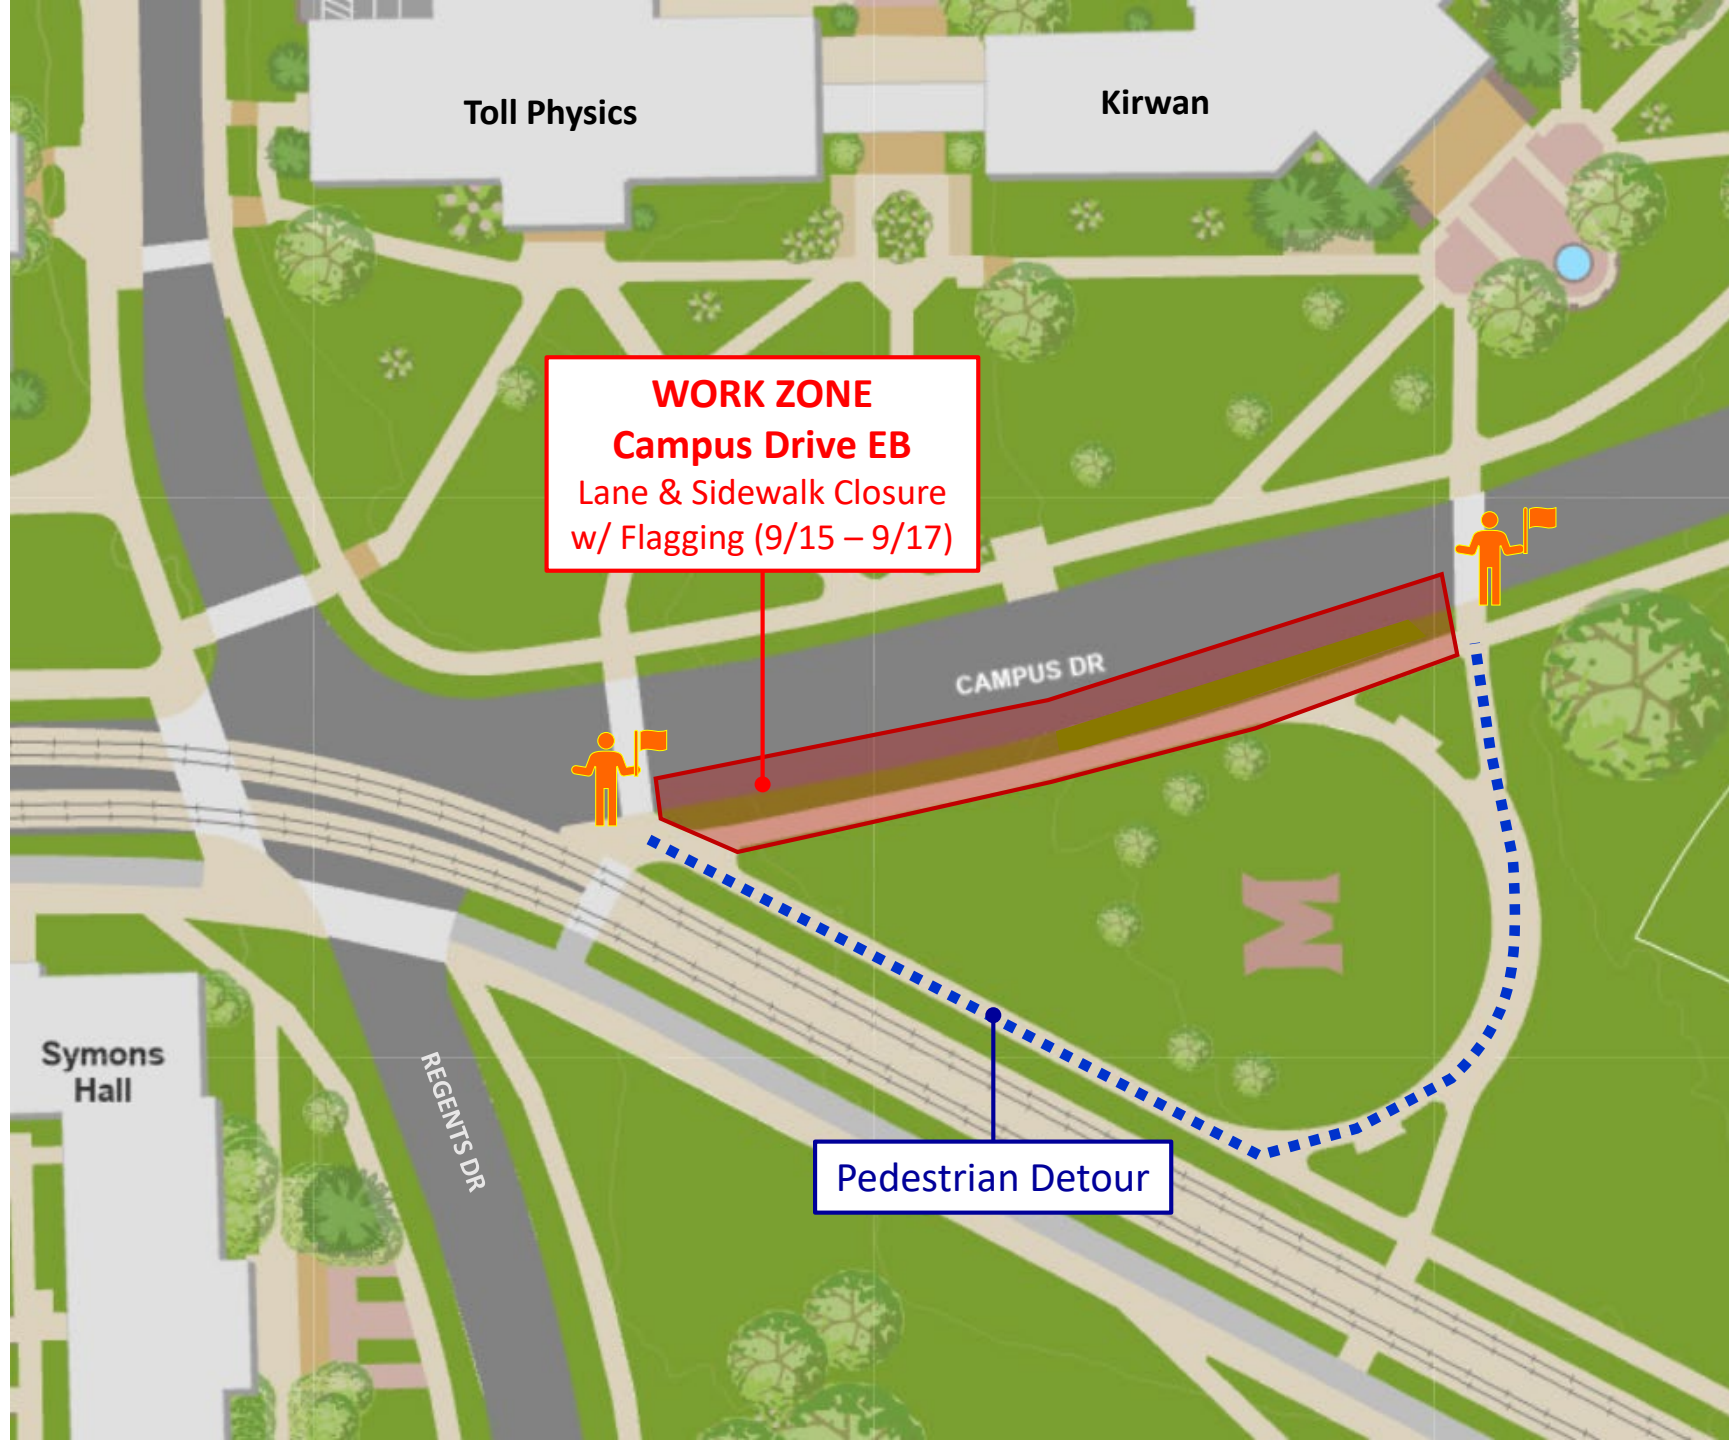 Toll Physics
Kirwan
WORK ZONE
Campus Drive EB
Lane & Sidewalk Closure
w/ Flagging (9/15 – 9/17)
CAMPUS DR
M
Symons
Hall
REGENTS DR
Pedestrian Detour